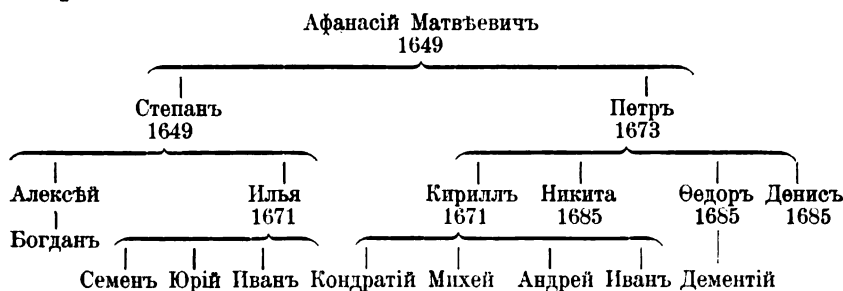 Афанасій Матвѣевичъ
1649
Степанъ Петръ
1649 1673
Алексѣй Илья Кириллъ Никита Ѳедоръ Денисъ
1671 1671 1685 1685 1685
Богданъ
Семенъ Юрій Иванъ Кондратій Михей Андрей Иванъ Дементій